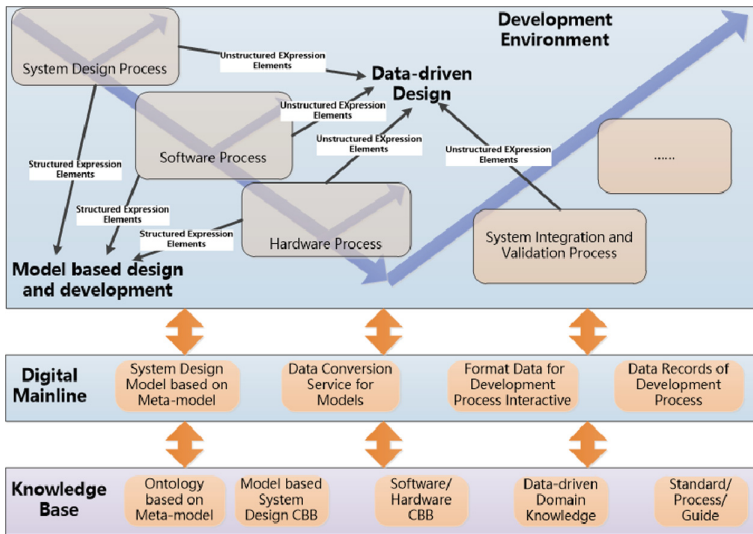 Development
Environment
System Design Process
Unstructured EXpression
Elements
Data-driven
Design
Unstructured EXpression
Elements
Software Process
Unstructured EXpression
Elements
Unstructured EXpression
Elements
......
Structured Expression
Elements
Structured Expression
Elements
Structured EXpression
Elements
Hardware Process
System Integration and
Validation Process
Model based design
and development
Digital
Mainline
System Design
Model based on
Meta-model
Data Conversion
Service for
Models
Format Data for
Development
Process Interactive
Data Records of
Development
Process
Knowledge
Base
Ontology
based on
Meta-model
Model based
System
Design CBB
Software/
Hardware
CBB
Data-driven
Domain
Knowledge
Standard/
Process/
Guide